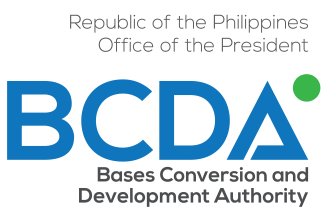 Republic of the Philippines
Office of the President
BCDA
Bases Conversion and
Development Authority